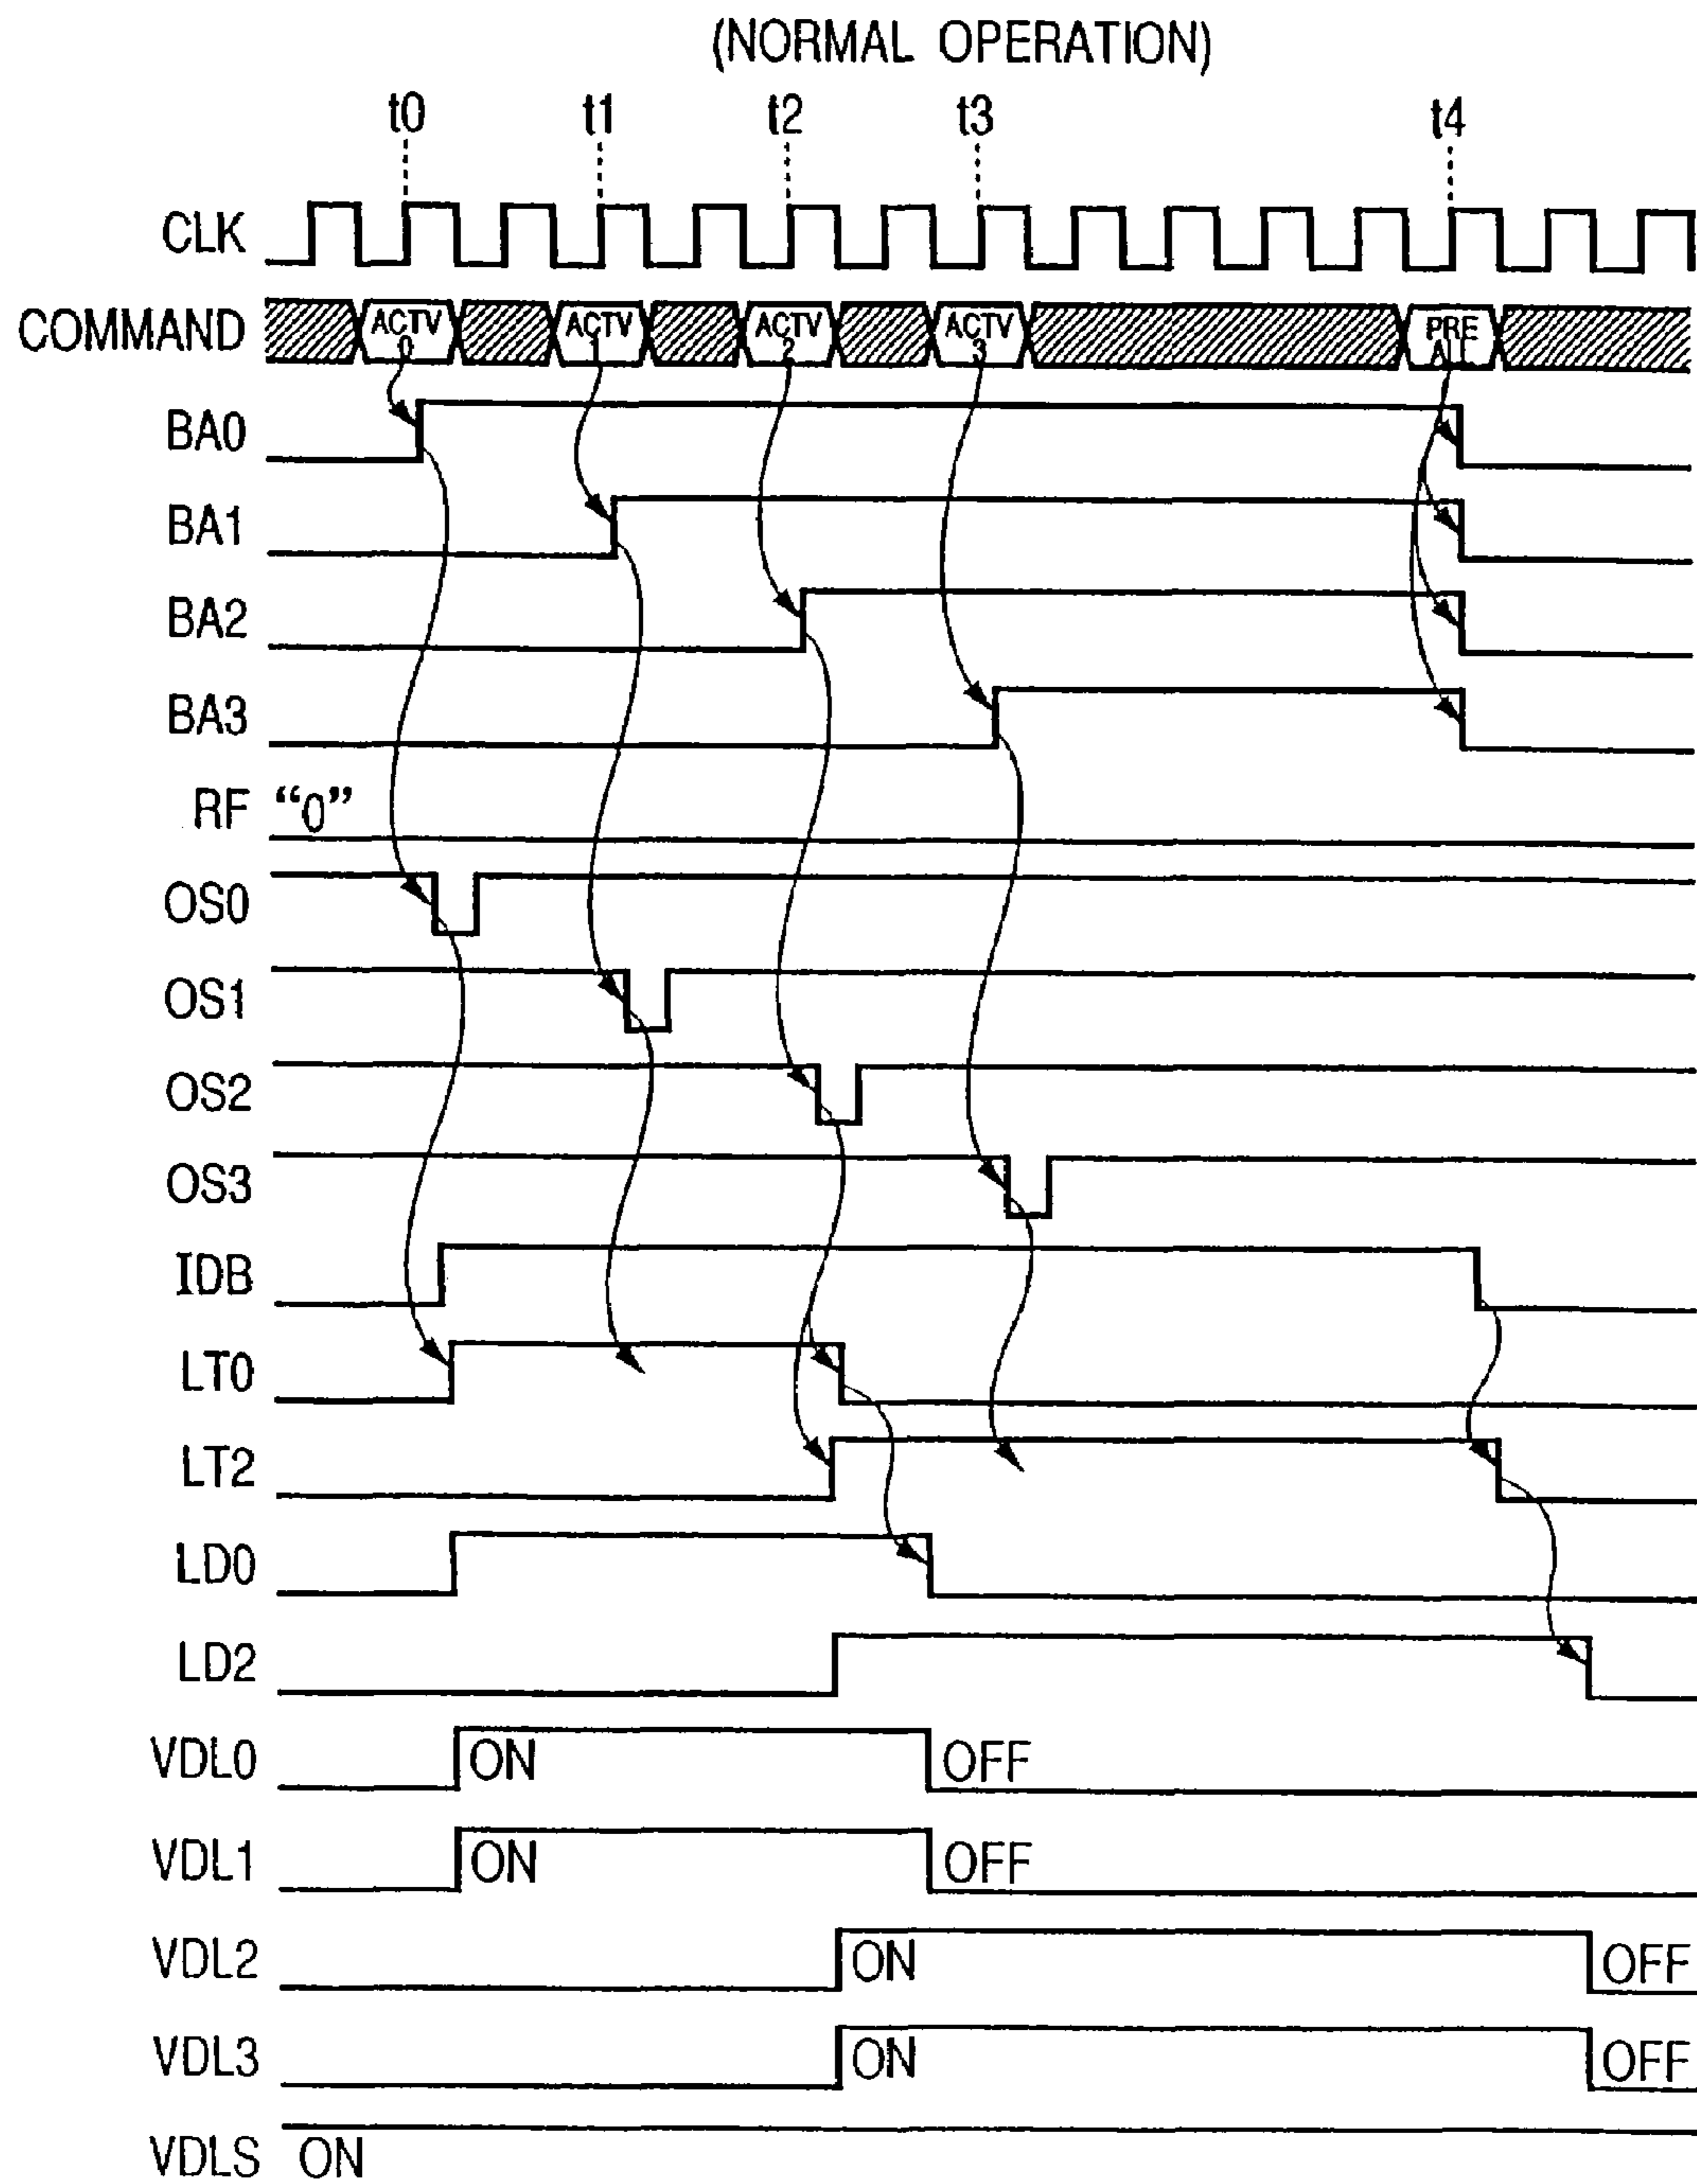 (NORMAL OPERATION)
t0 t1 t2 t3 t4
CLK
COMMAND ACTV 0 ACTV 1 ACTV 2 ACTV 3 PRE ALL
BA0
BA1
BA2
BA3
RF “0”
OS0
OS1
OS2
OS3
IDB
LT0
LT2
LD0
LD2
VDL0 ON OFF
VDL1 ON OFF
VDL2 ON OFF
VDL3 ON OFF
VDLS ON